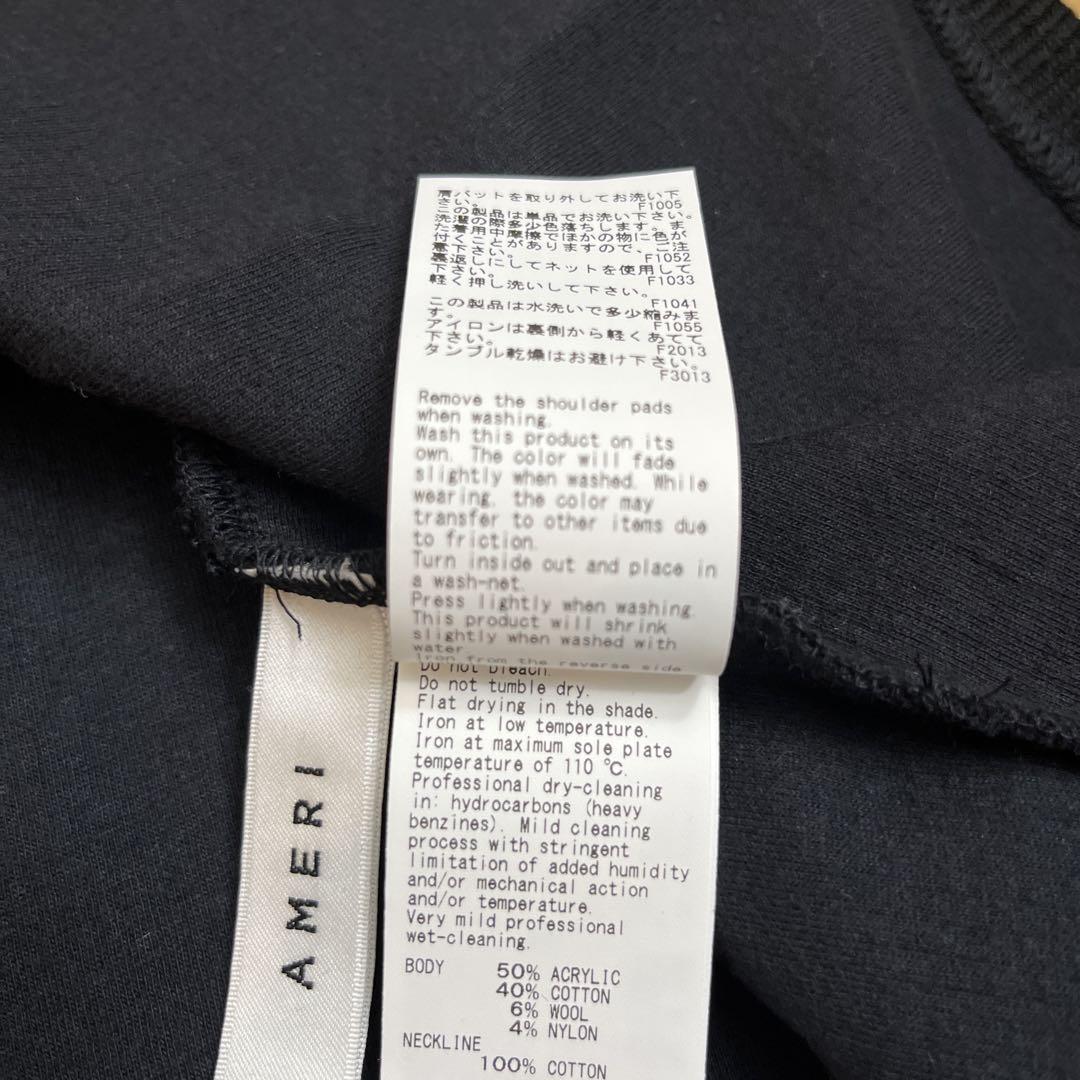 肩パットを取り外してお洗い下
さい。 F1005
この製品は単品でお洗い下さい。
洗濯の際多少色落ちします。ま
た着用中摩擦でほかの物に色が
付くことがありますので、ご注
意下さい。 F1052
裏返しにしてネットを使用して
下さい。 F1033
軽く押し洗いして下さい。
F1041
この製品は水洗いで多少縮みま
す。 F1055
アイロンは裏側から軽くあてて
下さい。 F2013
タンブル乾燥はお避け下さい。
F3013
Remove the shoulder pads
when washing.
Wash this product on its
own. The color will fade
slightly when washed. While
wearing, the color may
transfer to other items due
to friction.
Turn inside out and place in
a wash-net.
Press lightly when washing.
This product will shrink
slightly when washed with
water.
Iron from the reverse side
Do not bleach.
Do not tumble dry.
Flat drying in the shade.
Iron at low temperature.
Iron at maximum sole plate
temperature of 110 ℃.
Professional dry-cleaning
in: hydrocarbons (heavy
benzines). Mild cleaning
process with stringent
limitation of added humidity
and/or mechanical action
and/or temperature.
Very mild professional
wet-cleaning.
BODY 50% ACRYLIC
40% COTTON
6% WOOL
4% NYLON
NECKLINE
100% COTTON
AMERI